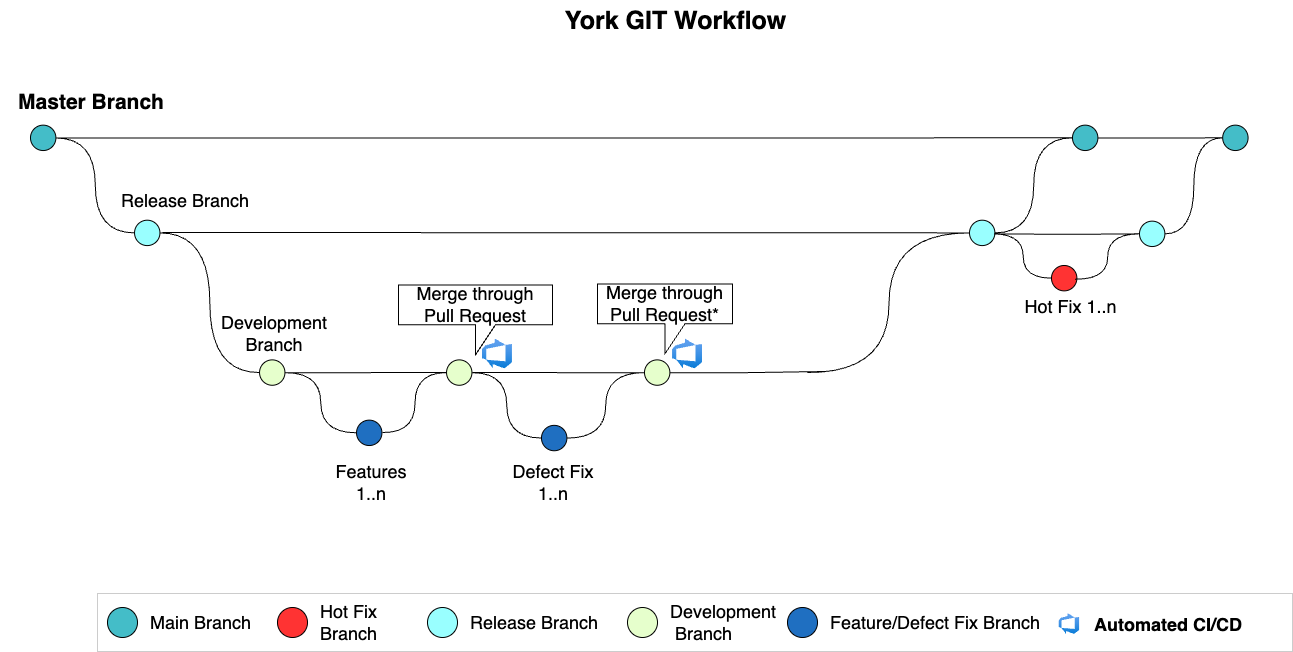 York GIT Workflow
Master Branch
Release Branch
Development
Branch
Merge through
Pull Request
Merge through
Pull Request*
Hot Fix 1..n
Features
1..n
Defect Fix
1..n
Main Branch
Hot Fix
Branch
Release Branch
Development
Branch
Feature/Defect Fix Branch
Automated CI/CD